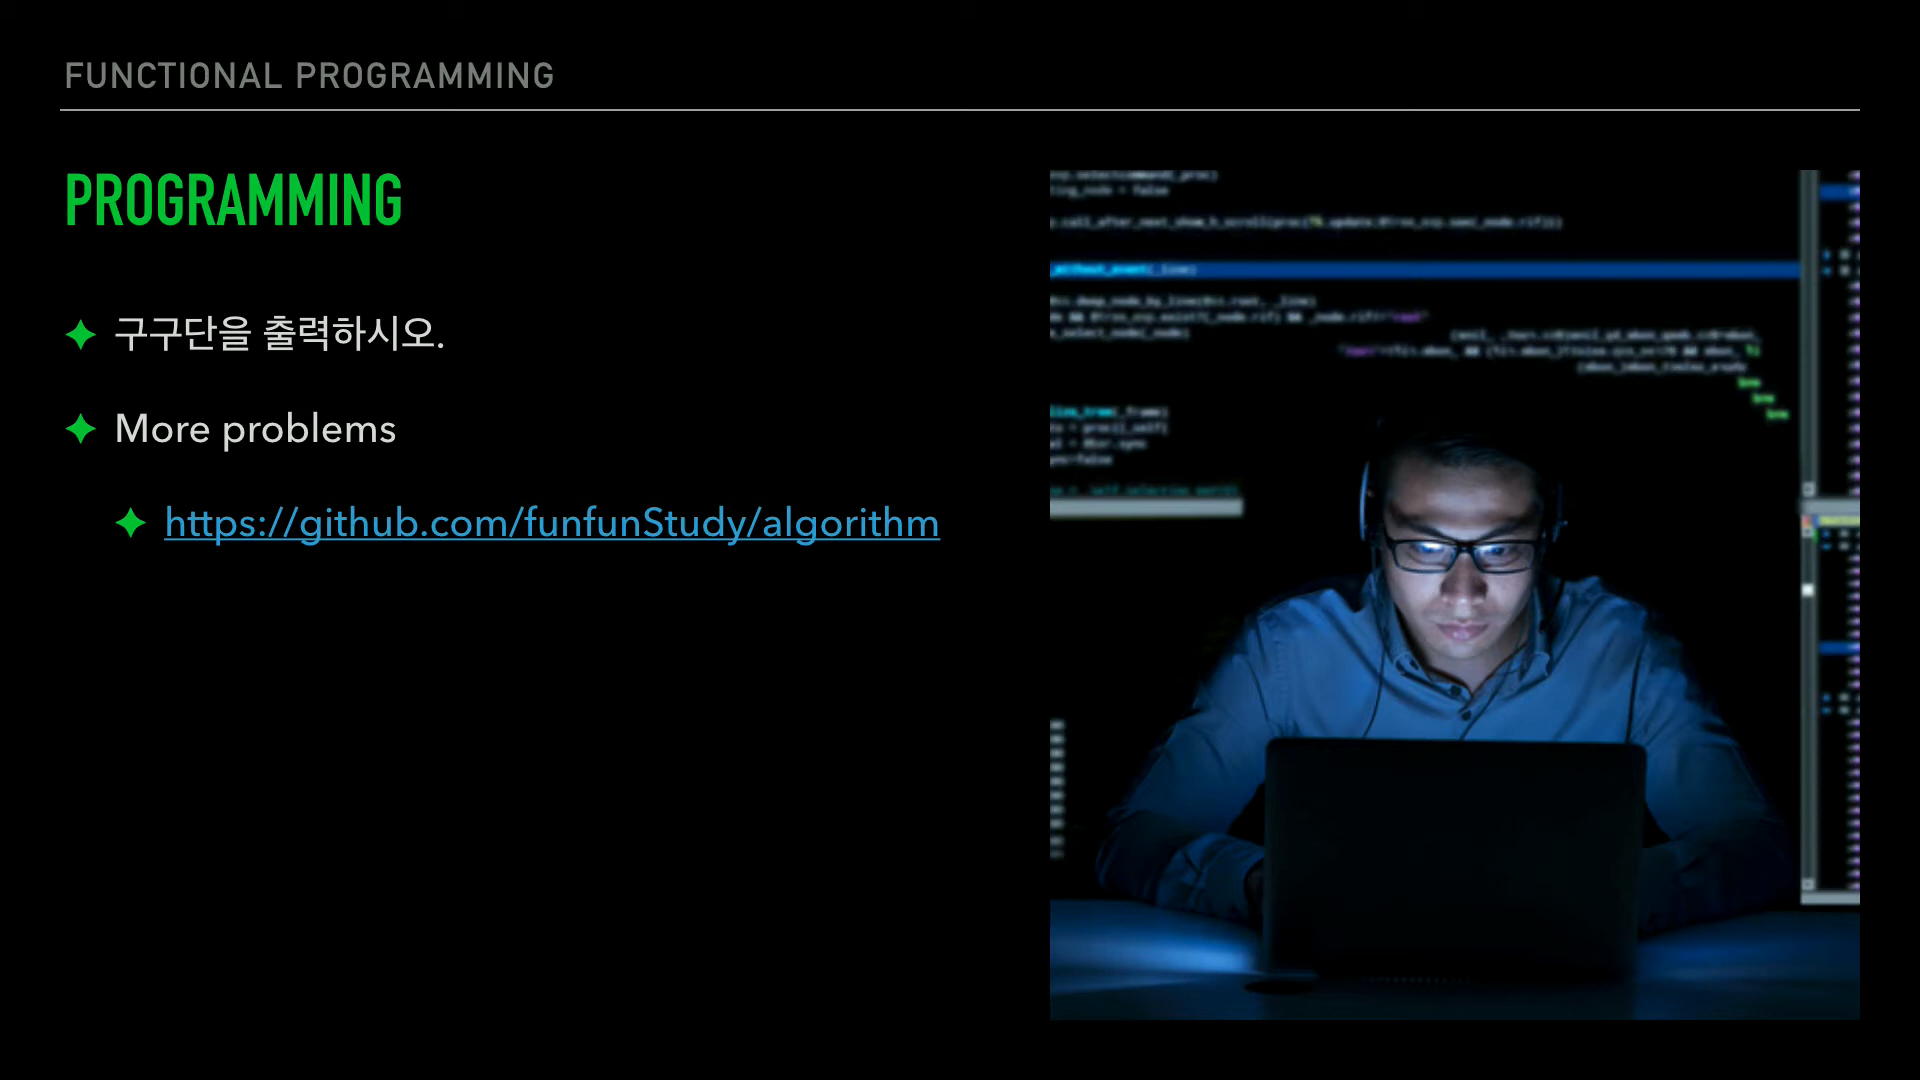 FUNCTIONAL PROGRAMMING
PROGRAMMING
구구단을 출력하시오.
More problems
https://github.com/funfunStudy/algorithm